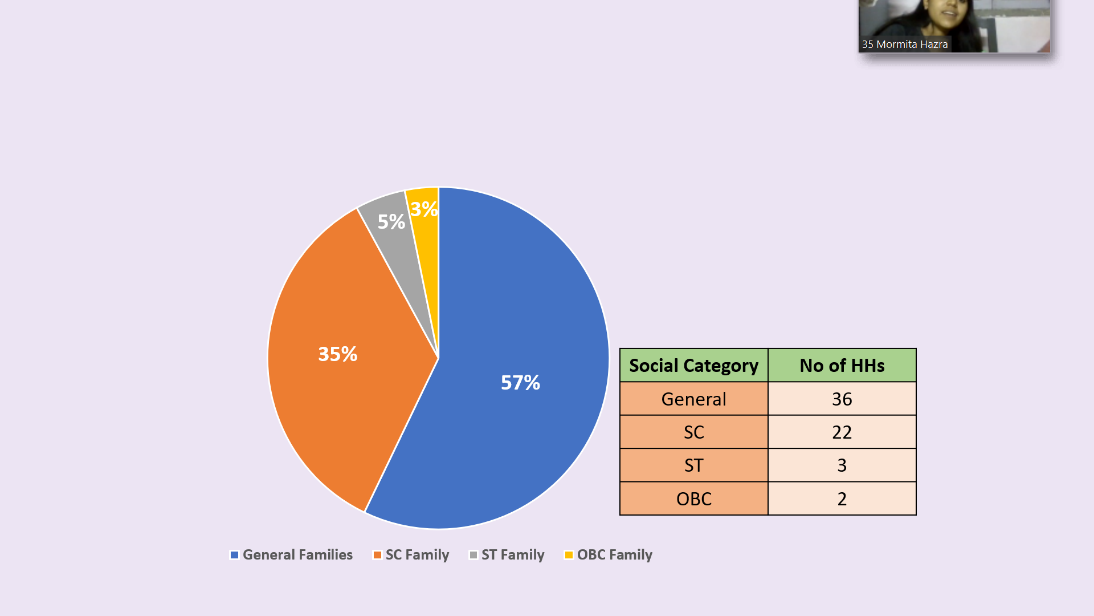 35 Mormita Hazra
3%
5%
35%
57%
Social Category No of HHs
General 36
SC 22
ST 3
OBC 2
General Families SC Family ST Family OBC Family